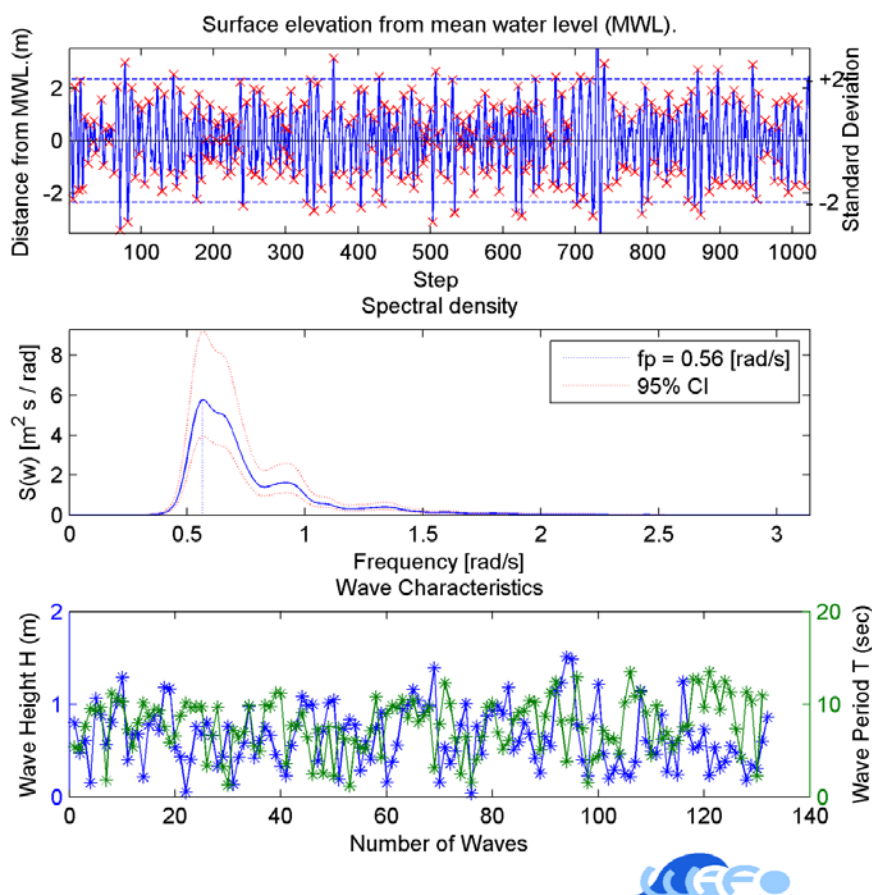 Surface elevation from mean water level (MWL).
Distance from MWL.(m)
2
0
-2
+2
-2
Standard Deviation
100 200 300 400 500 600 700 800 900 1000
Step
Spectral density
S(w) [m² s / rad]
8
6
4
2
0
fp = 0.56 [rad/s]
95% CI
0 0.5 1 1.5 2 2.5 3
Frequency [rad/s]
Wave Characteristics
Wave Height H (m)
2
1
0
20
10
0
Wave Period T (sec)
0 20 40 60 80 100 120 140
Number of Waves